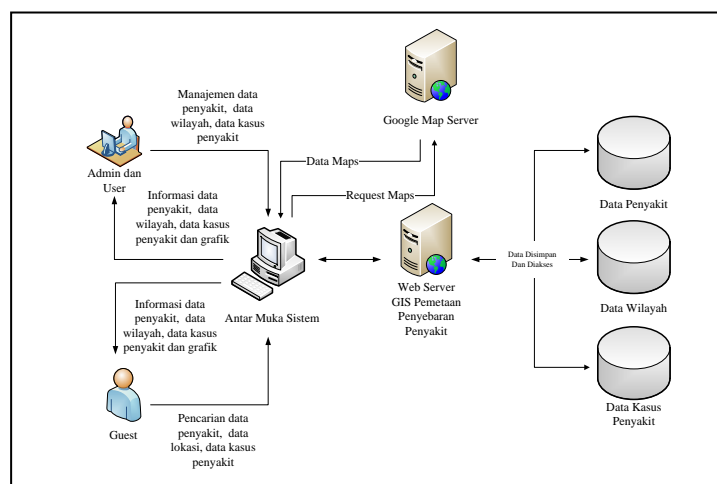 Manajemen data
penyakit, data
wilayah, data kasus
penyakit
Google Map Server
Admin dan
User
Data Maps
Request Maps
Informasi data
penyakit, data
wilayah, data kasus
penyakit dan grafik
Data Penyakit
Informasi data
penyakit, data
wilayah, data kasus
penyakit dan grafik
Antar Muka Sistem
Web Server
GIS Pemetaan
Penyebaran
Penyakit
Data Disimpan
Dan Diakses
Data Wilayah
Guest
Pencarian data
penyakit, data
lokasi, data kasus
penyakit
Data Kasus
Penyakit